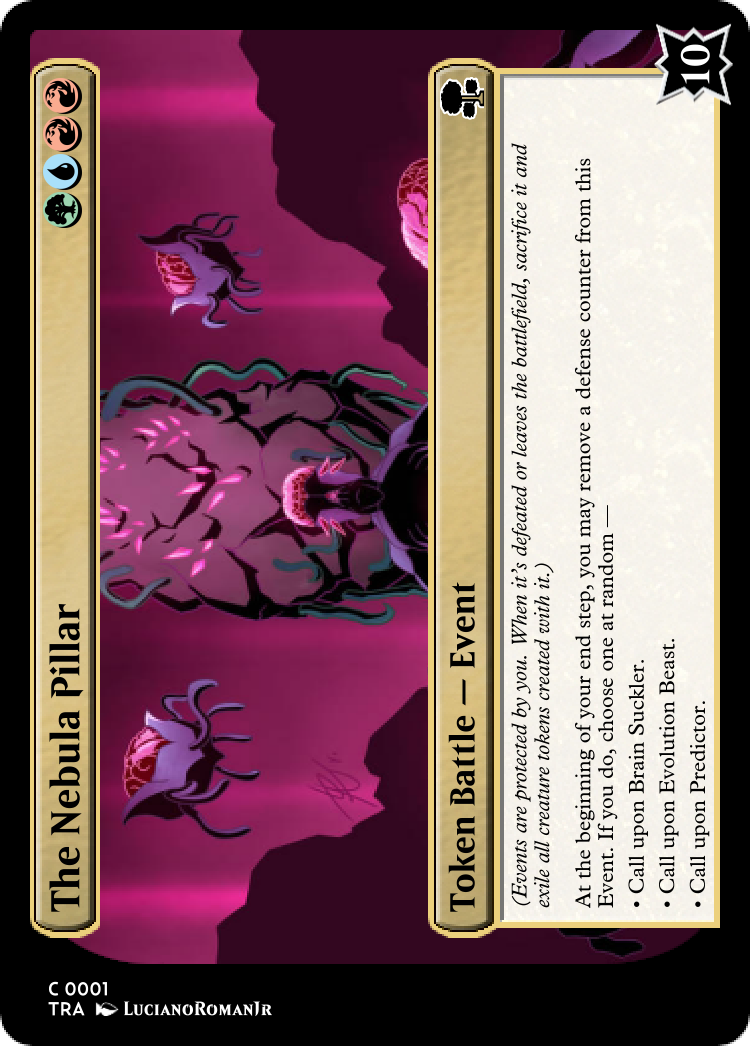 The Nebula Pillar
Token Battle — Event
10
(Events are protected by you. When it's defeated or leaves the battlefield, sacrifice it and
exile all creature tokens created with it.)
At the beginning of your end step, you may remove a defense counter from this
Event. If you do, choose one at random —
• Call upon Brain Suckler.
• Call upon Evolution Beast.
• Call upon Predictor.
C 0001
TRA LucianoRomanJr